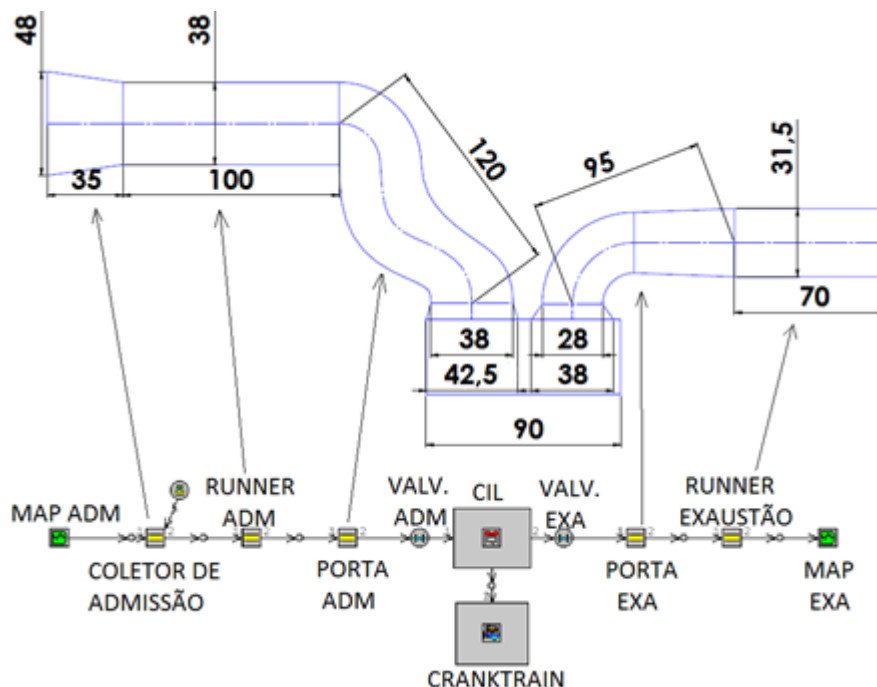 48
38
35
100
120
95
31,5
70
38
28
42,5
38
90
MAP ADM
COLETOR DE
ADMISSÃO
RUNNER
ADM
PORTA
ADM
VALV.
ADM
CIL
CRANKTRAIN
VALV.
EXA
PORTA
EXA
RUNNER
EXAUSTÃO
MAP
EXA